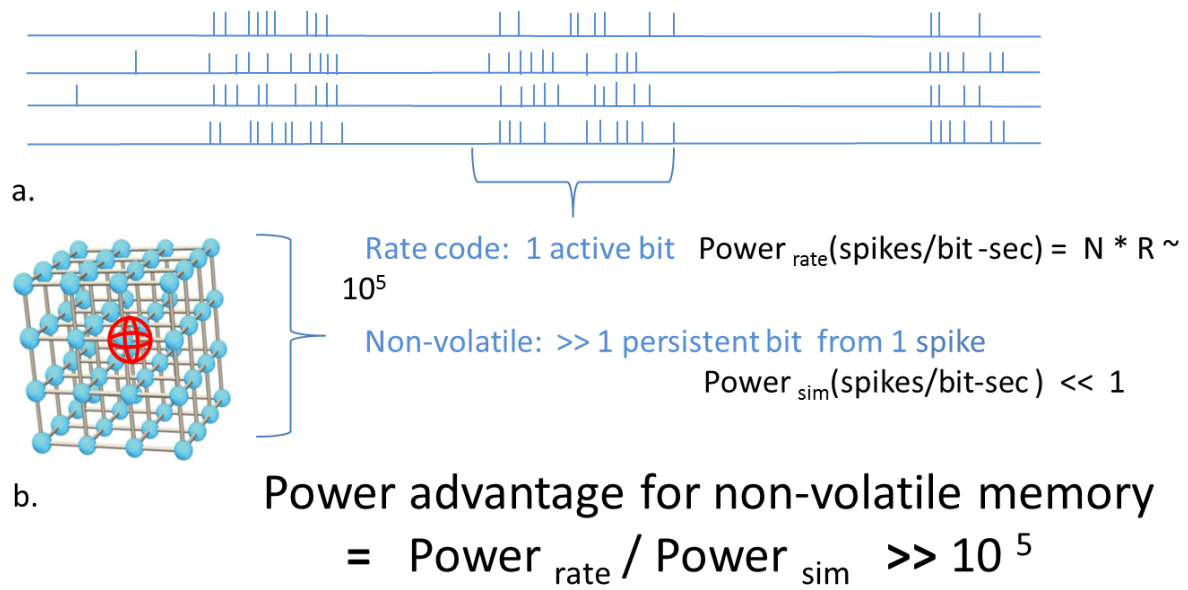 a.
Rate code: 1 active bit Power rate(spikes/bit-sec) = N * R ~
10⁵
Non-volatile: >> 1 persistent bit from 1 spike
Power sim(spikes/bit-sec) << 1
b.
Power advantage for non-volatile memory
= Power rate / Power sim >> 10 ⁵